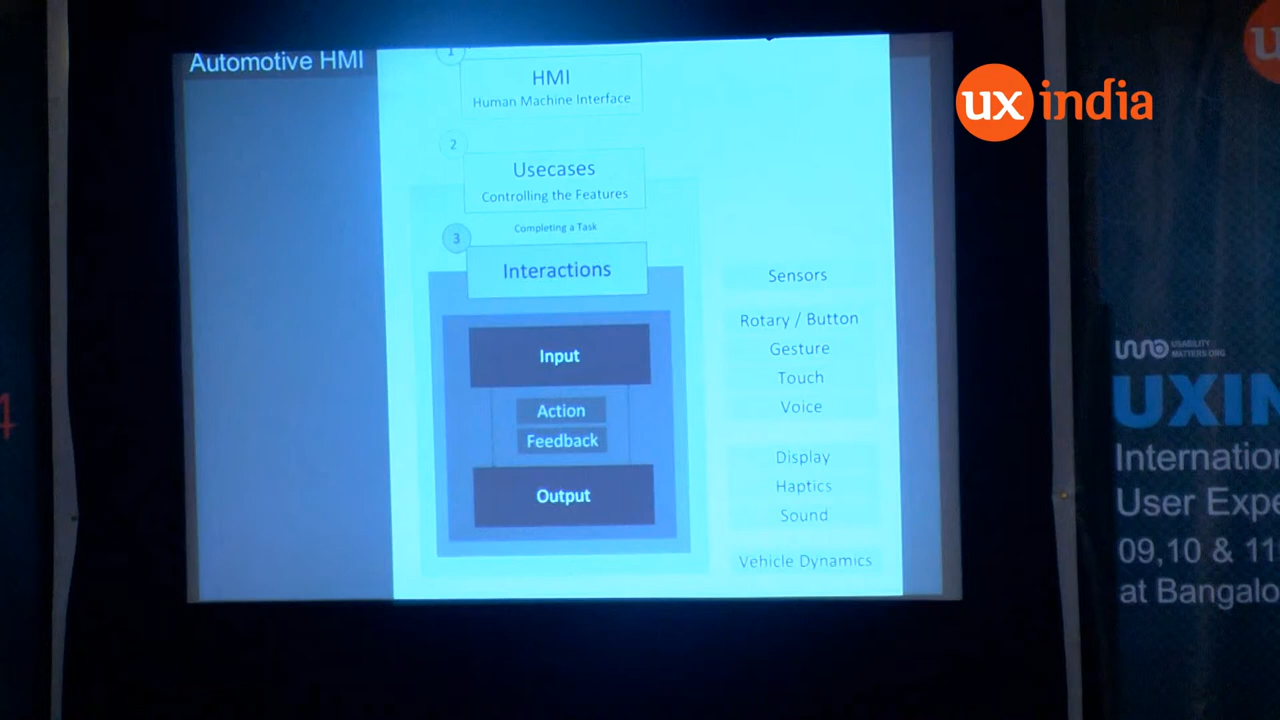 Automotive HMI
1
HMI
Human Machine Interface
2
Usecases
Controlling the Features
Completing a Task
3
Interactions
Input
Action
Feedback
Output
Sensors
Rotary / Button
Gesture
Touch
Voice
Display
Haptics
Sound
Vehicle Dynamics
ux india
4
USABILITY
MATTERS.ORG
UXIN
Internation
User Expe
09,10 & 11
at Bangalo